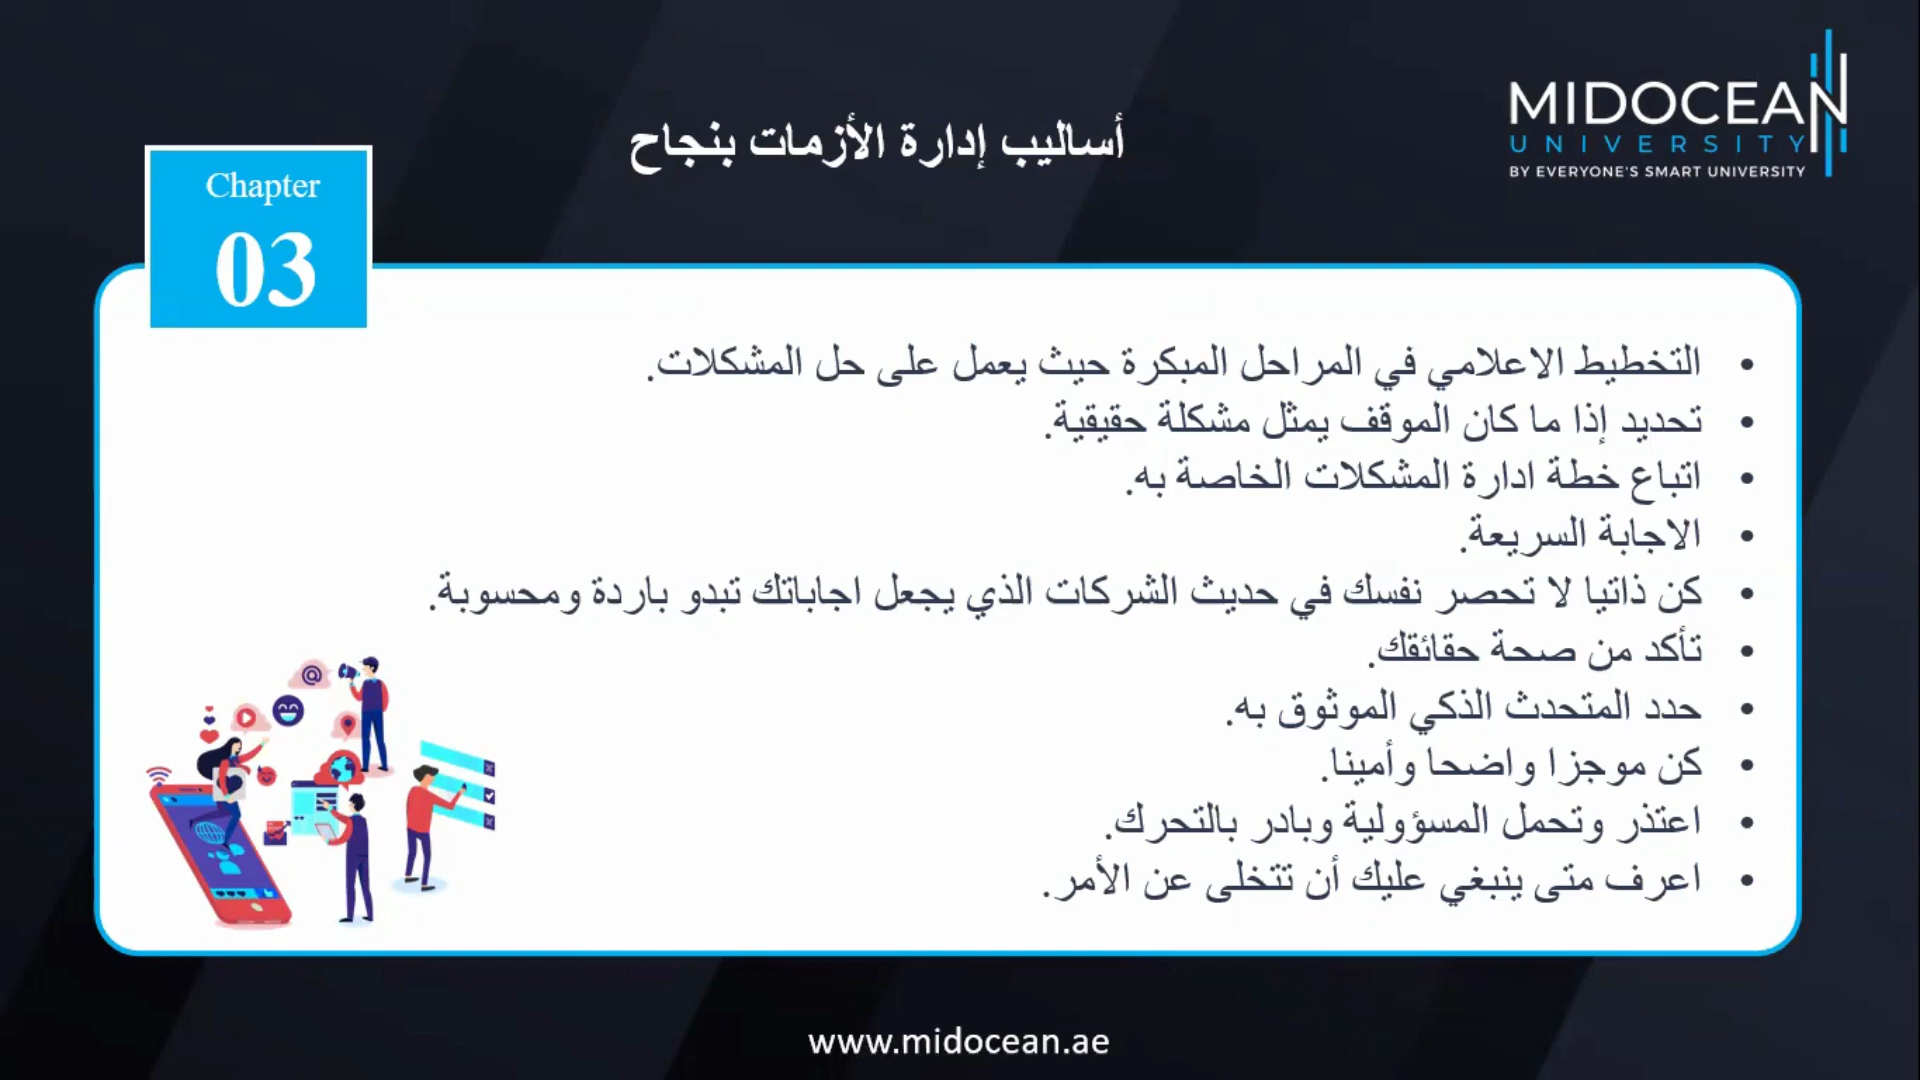 MIDOCEAN
UNIVERSITY
BY EVERYONE'S SMART UNIVERSITY
أساليب إدارة الأزمات بنجاح
Chapter
03
• التخطيط الاعلامي في المراحل المبكرة حيث يعمل على حل المشكلات.
• تحديد إذا ما كان الموقف يمثل مشكلة حقيقية.
• اتباع خطة ادارة المشكلات الخاصة به.
• الاجابة السريعة.
• كن ذاتيا لا تحصر نفسك في حديث الشركات الذي يجعل اجاباتك تبدو باردة ومحسوبة.
• تأكد من صحة حقائقك.
• حدد المتحدث الذكي الموثوق به.
• كن موجزا واضحا وأمينا.
• اعتذر وتحمل المسؤولية وبادر بالتحرك.
• اعرف متى ينبغي عليك أن تتخلى عن الأمر.
www.midocean.ae